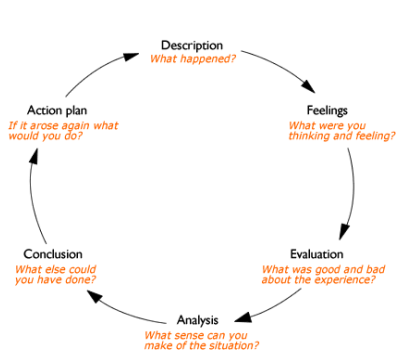 Description
What happened?
Feelings
What were you
thinking and feeling?
Evaluation
What was good and bad
about the experience?
Analysis
What sense can you
make of the situation?
Conclusion
What else could
you have done?
Action plan
If it arose again what
would you do?